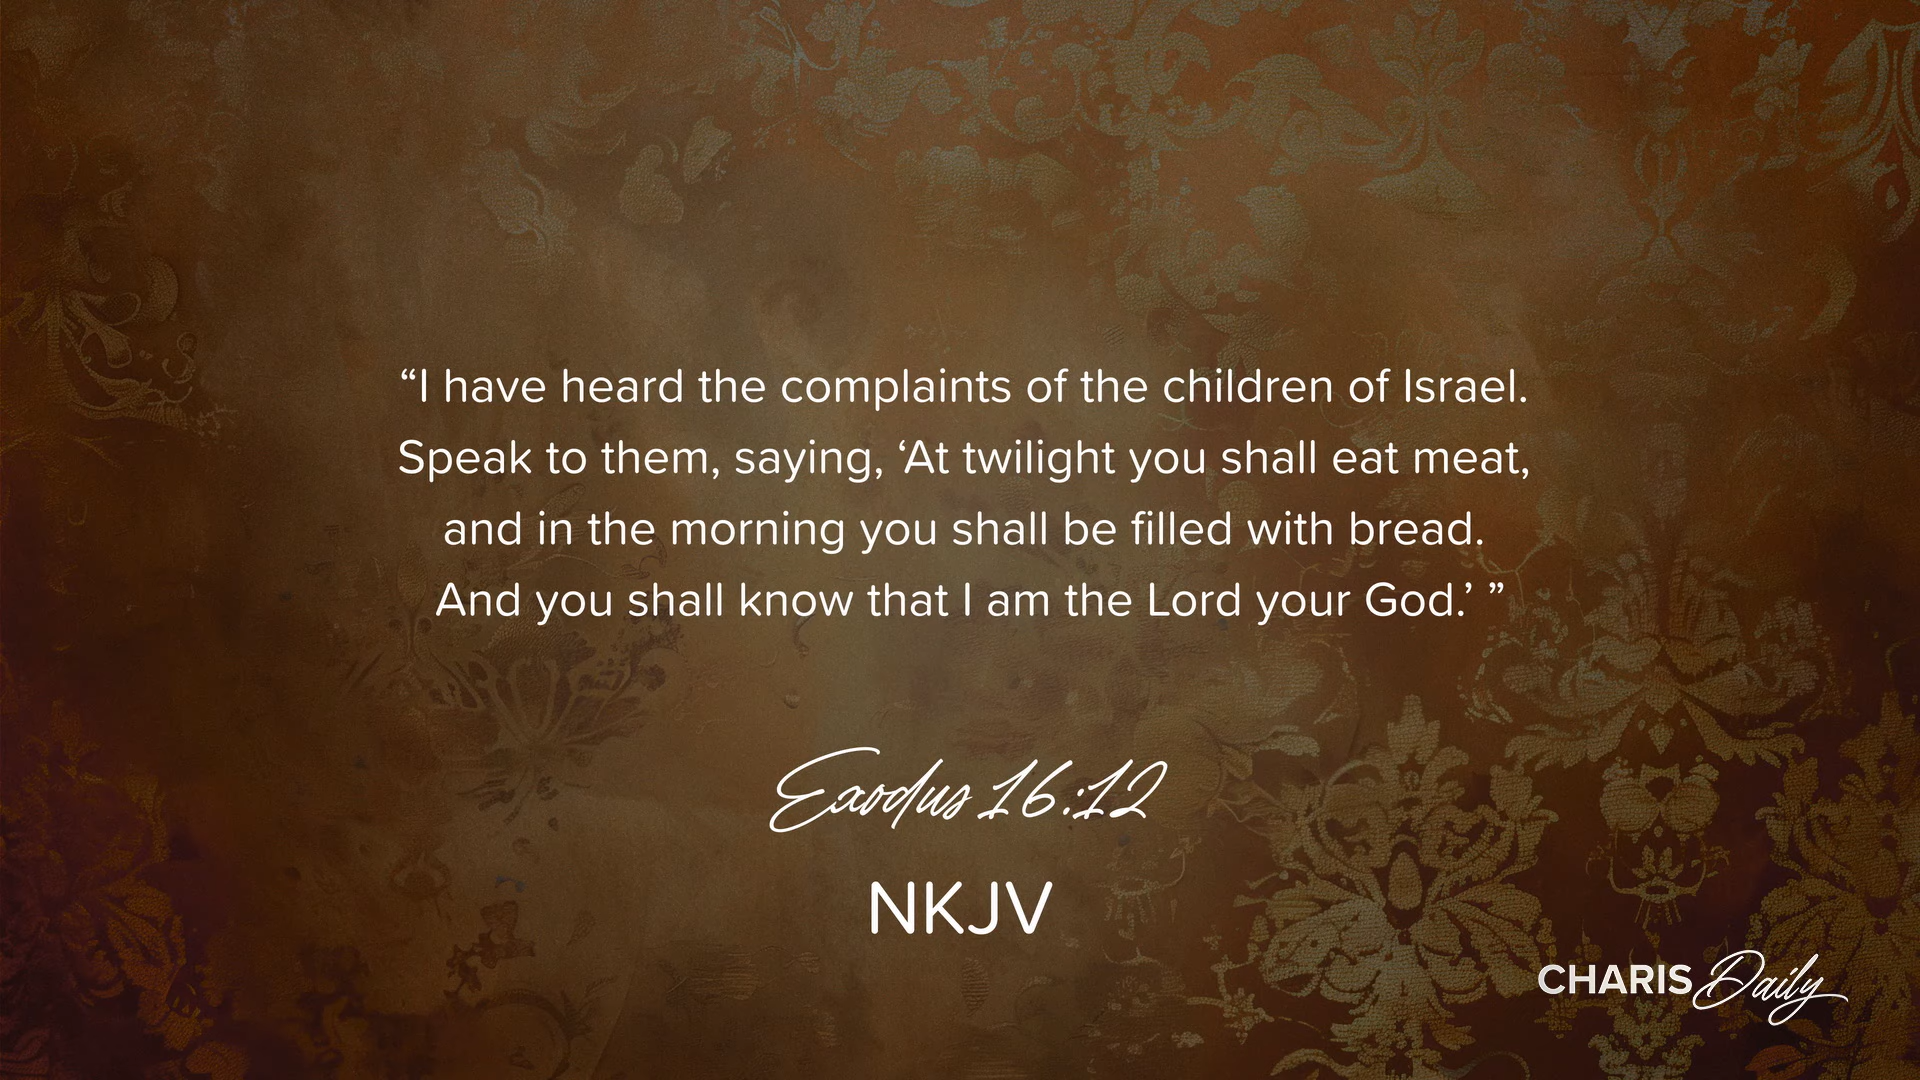 “I have heard the complaints of the children of Israel.
Speak to them, saying, ‘At twilight you shall eat meat,
and in the morning you shall be filled with bread.
And you shall know that I am the Lord your God.’ ”
Exodus 16:12
NKJV
CHARIS Daily